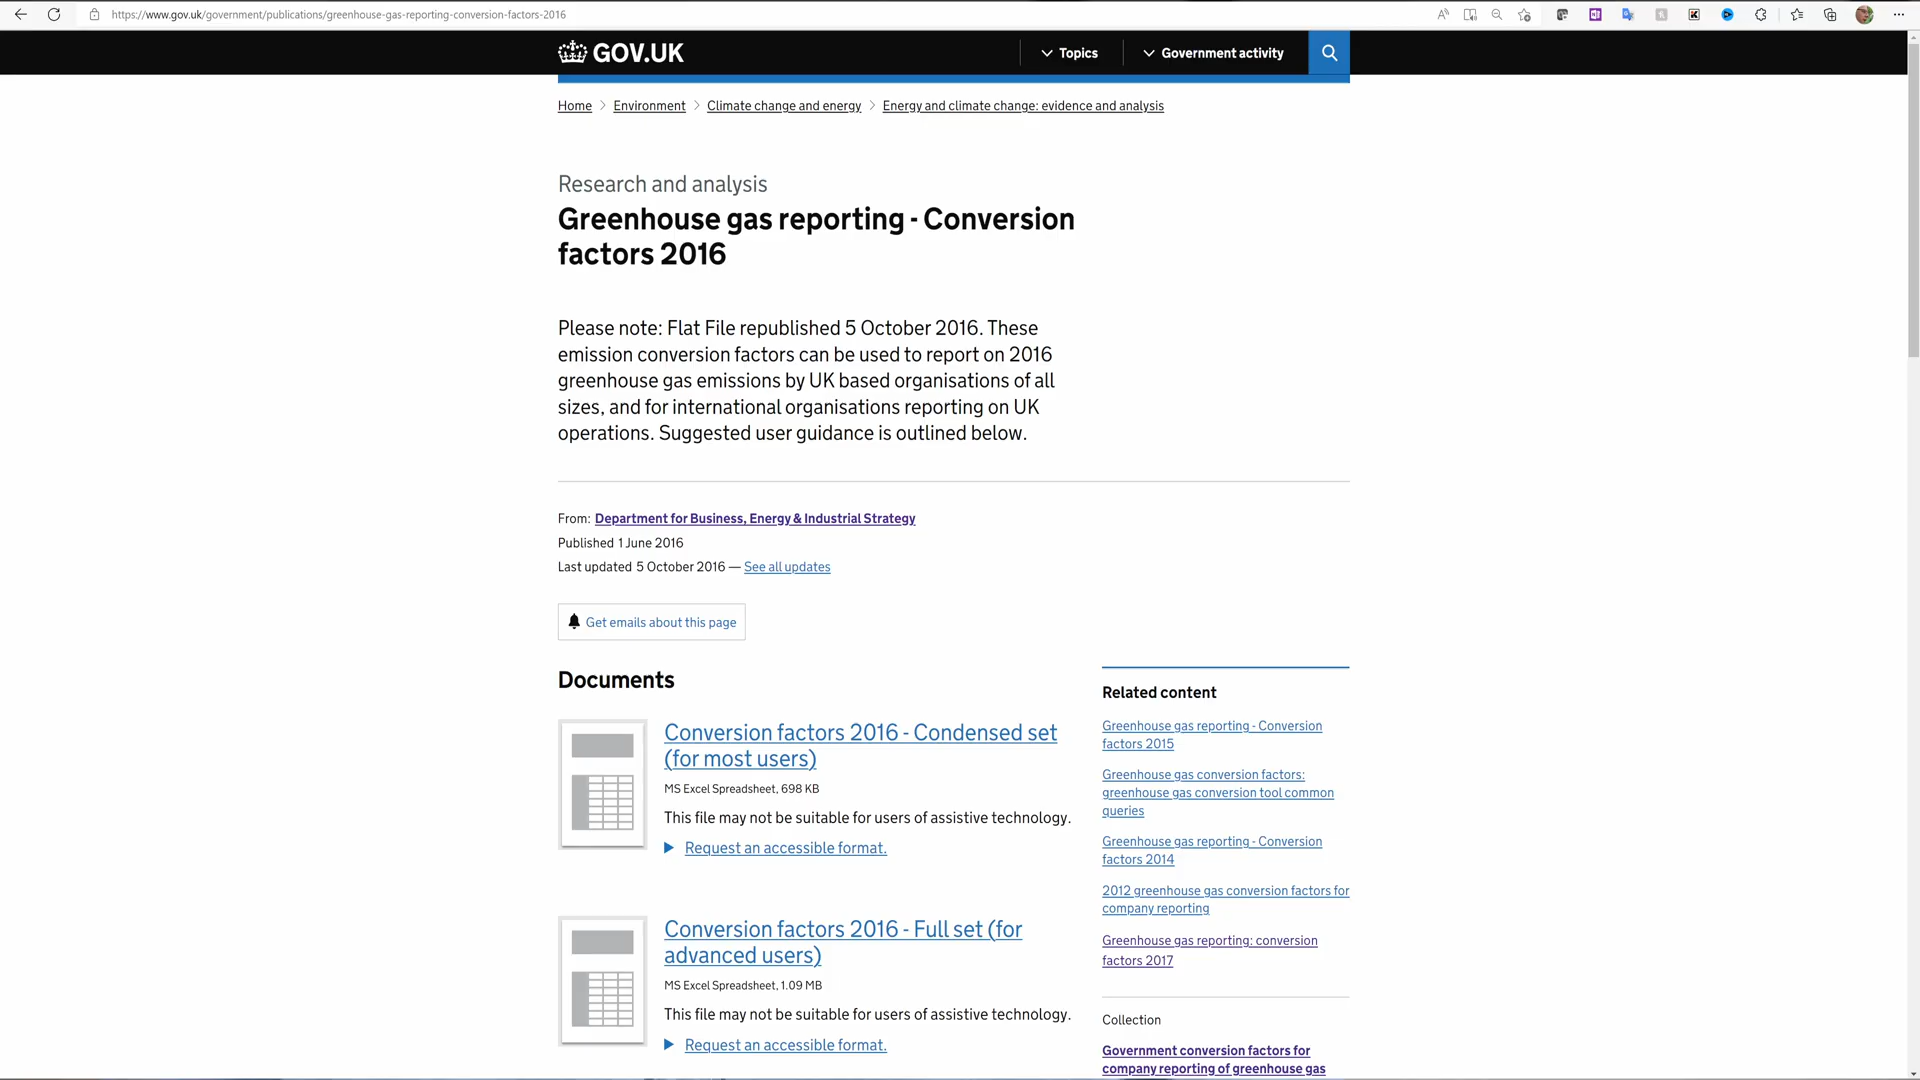 https://www.gov.uk/government/publications/greenhouse-gas-reporting-conversion-factors-2016
GOV.UK
Topics
Government activity
Home
Environment
Climate change and energy
Energy and climate change: evidence and analysis
Research and analysis
Greenhouse gas reporting - Conversion
factors 2016
Please note: Flat File republished 5 October 2016. These
emission conversion factors can be used to report on 2016
greenhouse gas emissions by UK based organisations of all
sizes, and for international organisations reporting on UK
operations. Suggested user guidance is outlined below.
From: Department for Business, Energy & Industrial Strategy
Published 1 June 2016
Last updated 5 October 2016 — See all updates
Get emails about this page
Documents
Conversion factors 2016 - Condensed set
(for most users)
MS Excel Spreadsheet, 698 KB
This file may not be suitable for users of assistive technology.
Request an accessible format.
Conversion factors 2016 - Full set (for
advanced users)
MS Excel Spreadsheet, 1.09 MB
This file may not be suitable for users of assistive technology.
Request an accessible format.
Related content
Greenhouse gas reporting - Conversion
factors 2015
Greenhouse gas conversion factors:
greenhouse gas conversion tool common
queries
Greenhouse gas reporting - Conversion
factors 2014
2012 greenhouse gas conversion factors for
company reporting
Greenhouse gas reporting: conversion
factors 2017
Collection
Government conversion factors for
company reporting of greenhouse gas